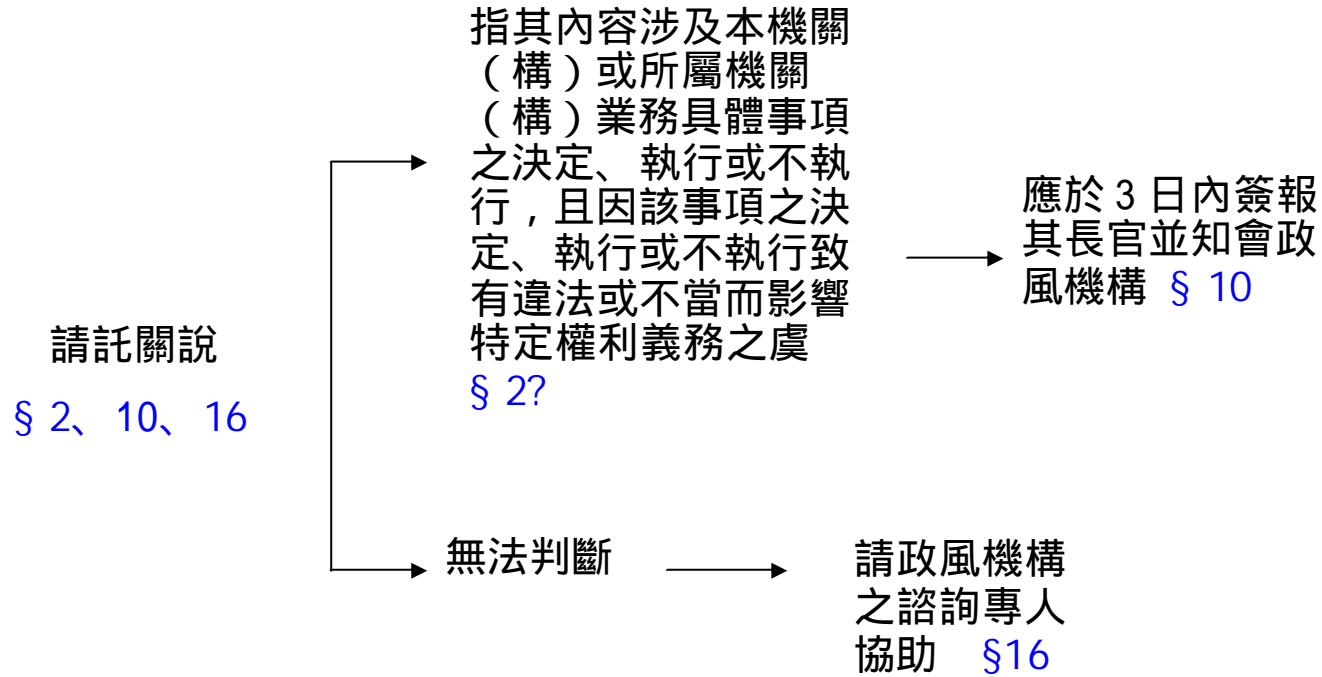 請託關說
§ 2、 10、 16
指其內容涉及本機關
（構）或所屬機關
（構）業務具體事項
之決定、執行或不執
行，且因該事項之決
定、執行或不執行致
有違法或不當而影響
特定權利義務之虞
§ 2?
應於 3 日內簽報
其長官並知會政
風機構 § 10
無法判斷
請政風機構
之諮詢專人
協助 §16